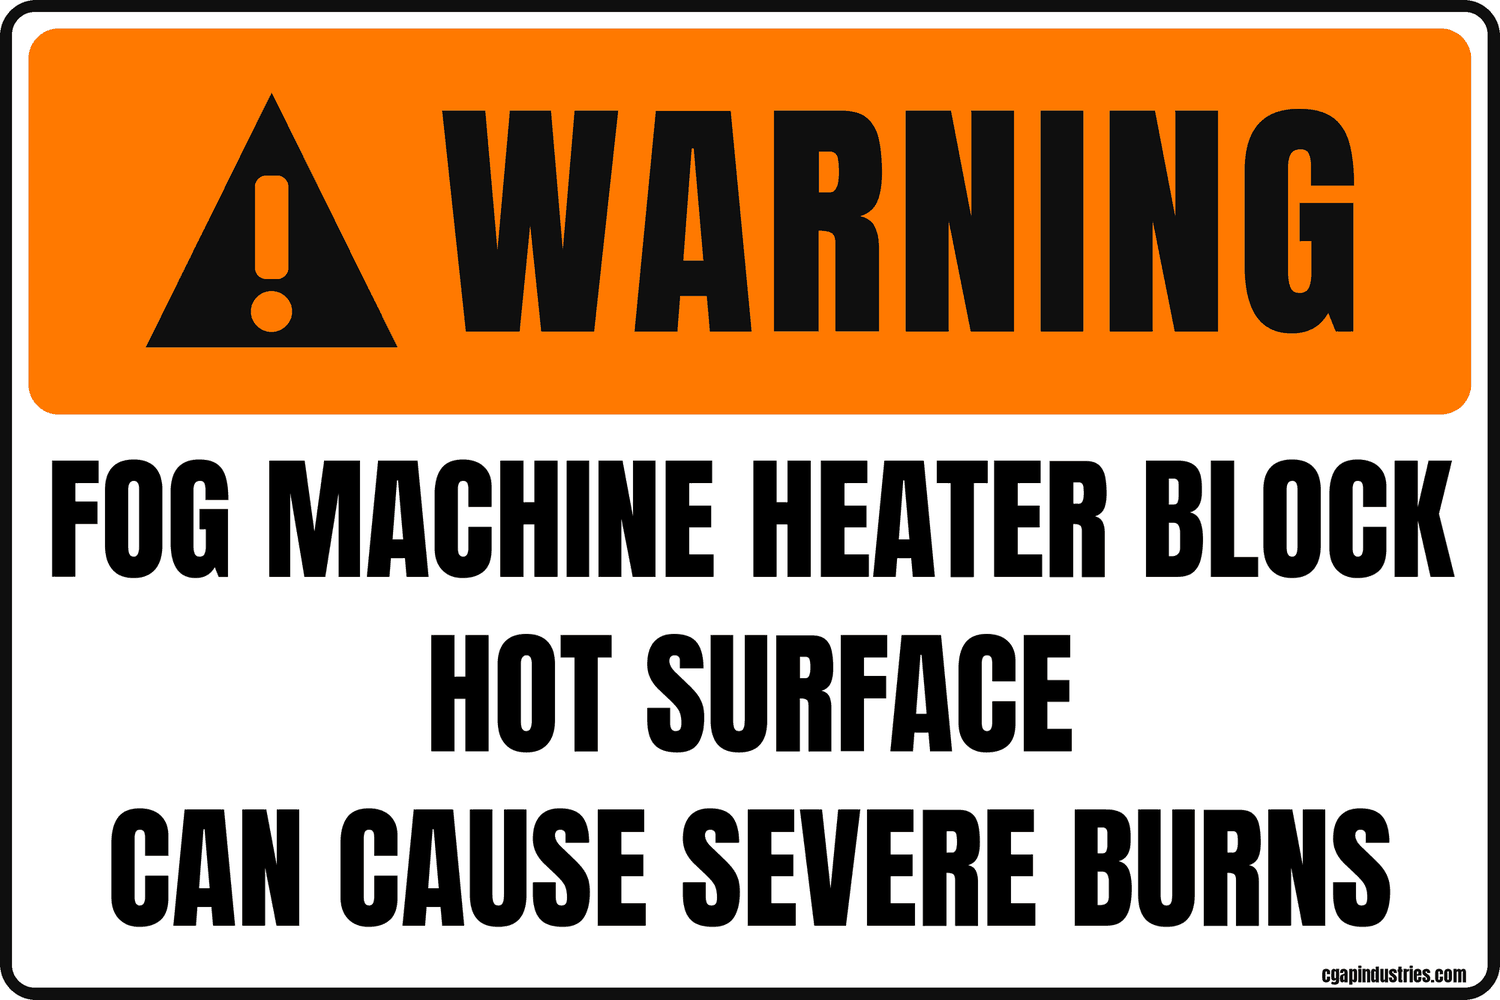 WARNING
FOG MACHINE HEATER BLOCK
HOT SURFACE
CAN CAUSE SEVERE BURNS
cgapindustries.com